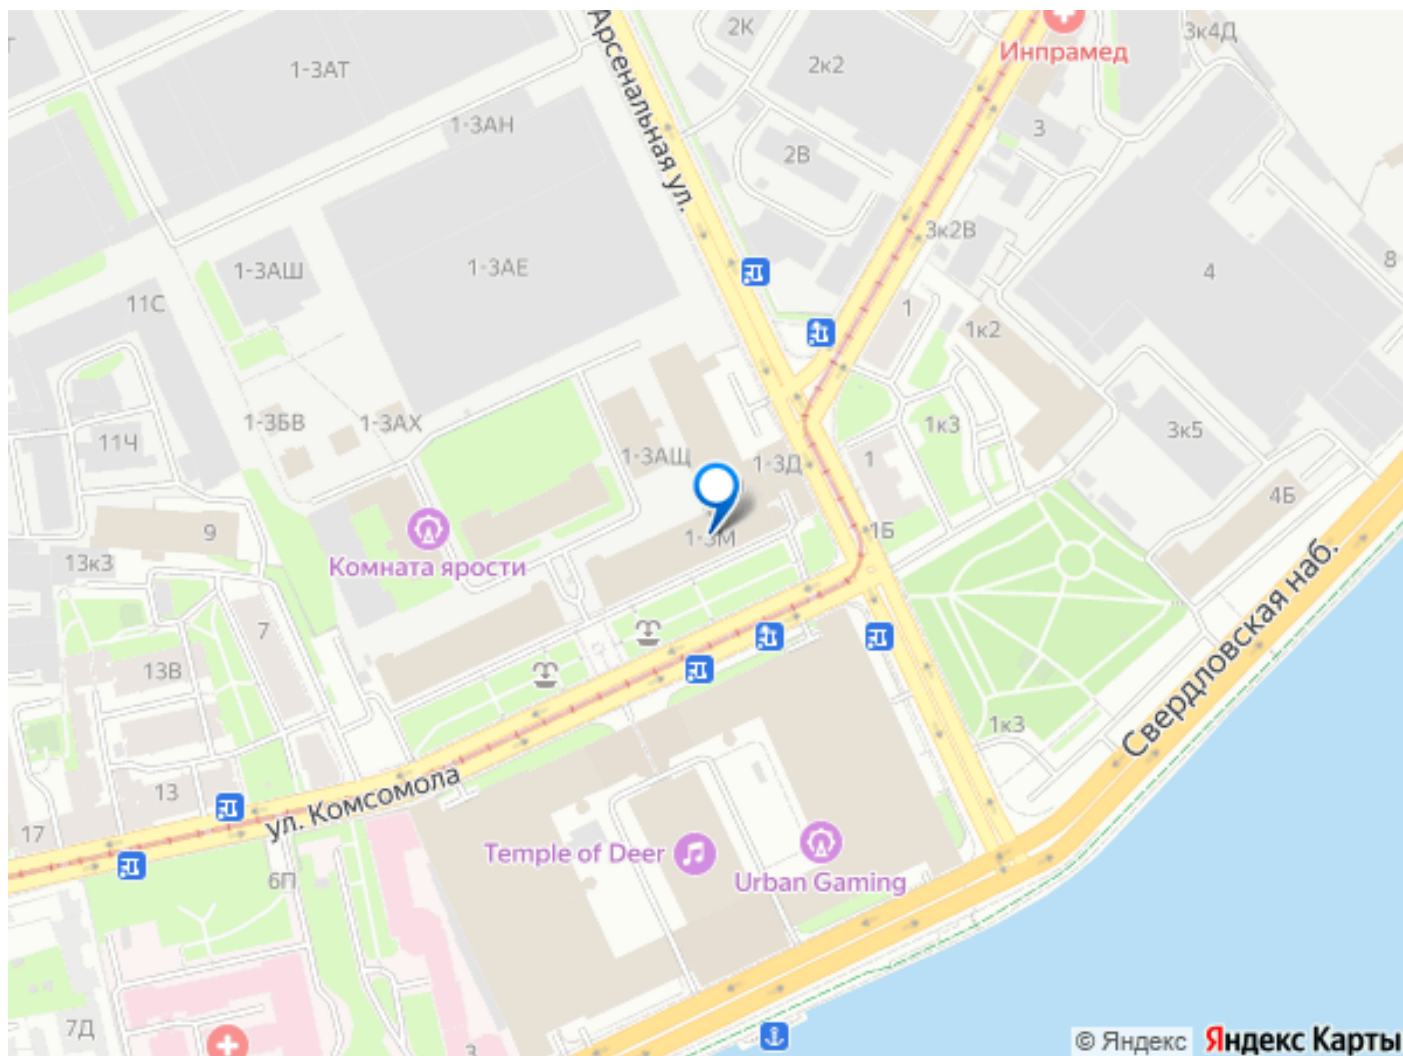 2К
3к4Д
Инпрамед
1-3АТ
2к2
Арсенальная ул.
1-3АН
3
2В
3к2В
1-3АЕ
1-3АШ
8
4
11С
1
1к2
1-3БВ
1-3АХ
1к3
3к5
11Ч
1-3АЩ
1-3Д
1
4Б
9
1-3М
1Б
13к3
Комната ярости
Свердловская наб.
7
13В
1к3
13
ул. Комсомола
17
Temple of Deer
Urban Gaming
6П
7Д
© Яндекс
Яндекс Карты